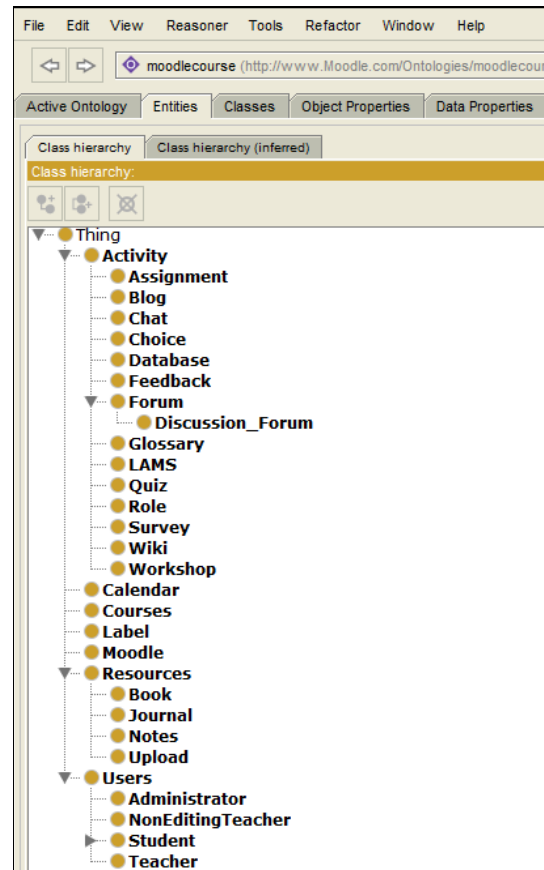 File Edit View Reasoner Tools Refactor Window Help
moodlecourse (http://www.Moodle.com/Ontologies/moodlecour
Active Ontology Entities Classes Object Properties Data Properties
Class hierarchy Class hierarchy (inferred)
Class hierarchy:
Thing
Activity
Assignment
Blog
Chat
Choice
Database
Feedback
Forum
Discussion_Forum
Glossary
LAMS
Quiz
Role
Survey
Wiki
Workshop
Calendar
Courses
Label
Moodle
Resources
Book
Journal
Notes
Upload
Users
Administrator
NonEditingTeacher
Student
Teacher